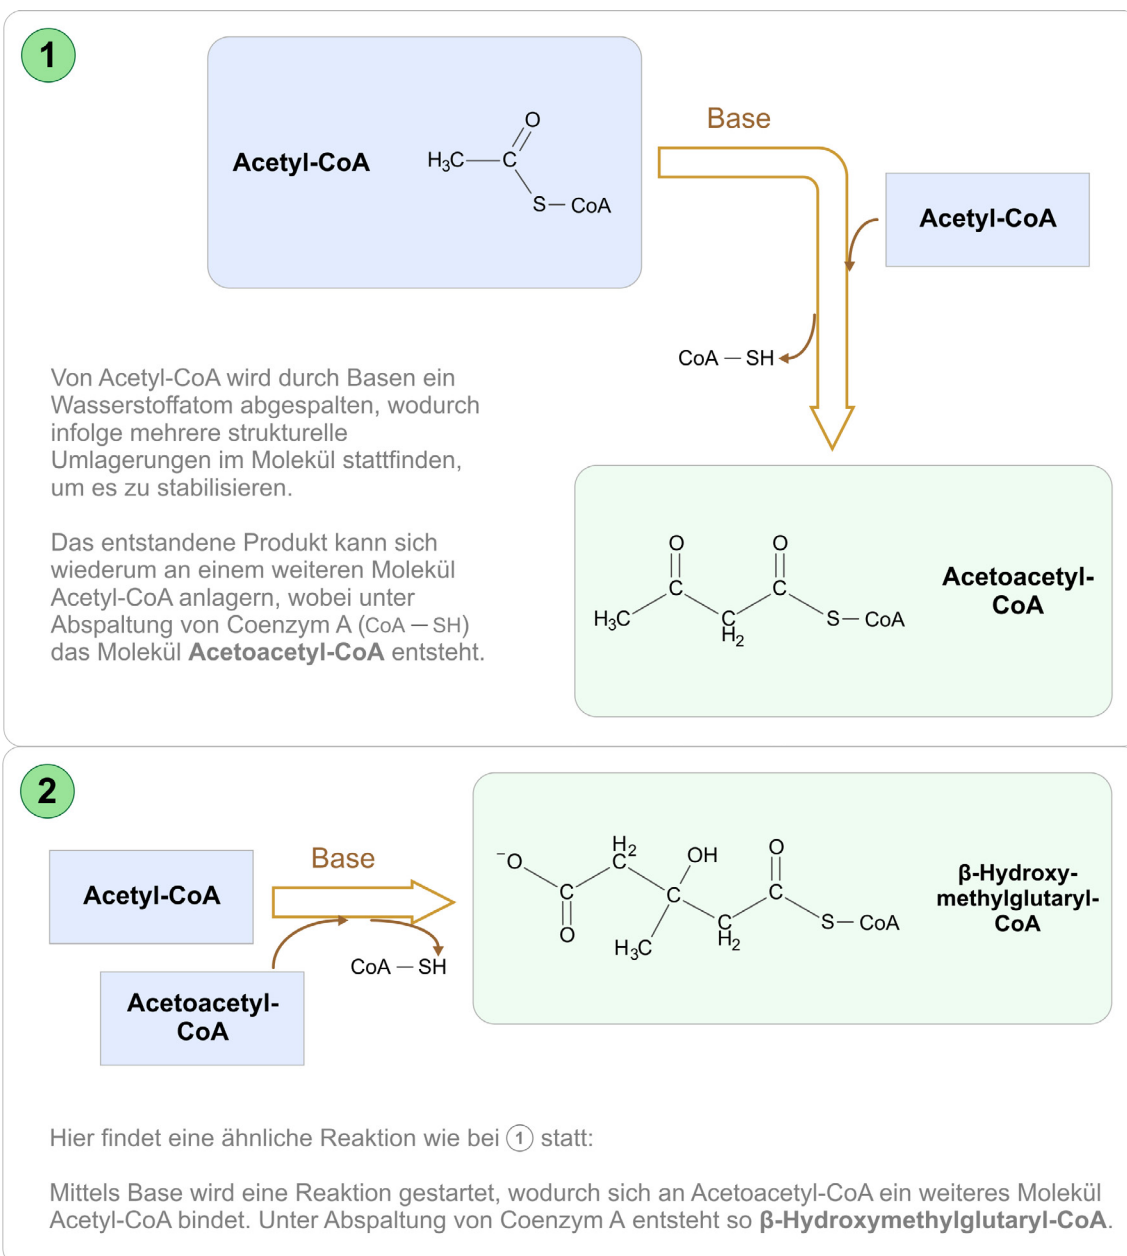 1
Acetyl-CoA
H₃C
C
O
S
CoA
Base
Acetyl-CoA
CoA — SH
Von Acetyl-CoA wird durch Basen ein
Wasserstoffatom abgespalten, wodurch
infolge mehrere strukturelle
Umlagerungen im Molekül stattfinden,
um es zu stabilisieren.
Das entstandene Produkt kann sich
wiederum an einem weiteren Molekül
Acetyl-CoA anlagern, wobei unter
Abspaltung von Coenzym A (CoA — SH)
das Molekül Acetoacetyl-CoA entsteht.
O
O
C
C
H₃C
C
H₂
S
CoA
Acetoacetyl-
CoA
2
Acetyl-CoA
Base
Acetoacetyl-
CoA
CoA — SH
⁻O
C
O
H₂
C
OH
C
H₃C
C
H₂
O
C
S
CoA
β-Hydroxy-
methylglutaryl-
CoA
Hier findet eine ähnliche Reaktion wie bei 1 statt:
Mittels Base wird eine Reaktion gestartet, wodurch sich an Acetoacetyl-CoA ein weiteres Molekül
Acetyl-CoA bindet. Unter Abspaltung von Coenzym A entsteht so β-Hydroxymethylglutaryl-CoA.